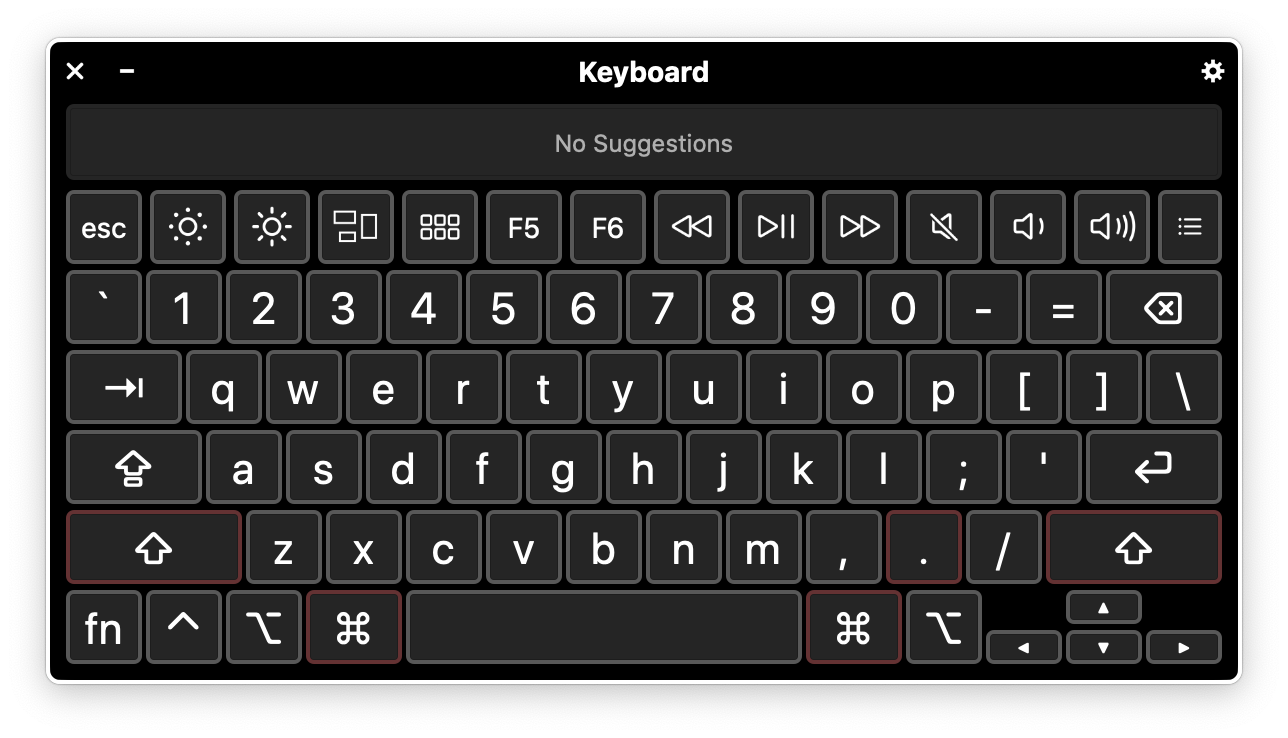 Keyboard
No Suggestions
esc F5 F6
` 1 2 3 4 5 6 7 8 9 0 - =
q w e r t y u i o p [ ] \
a s d f g h j k l ; '
z x c v b n m , . /
fn ^ ⌥ ⌘ ⌘ ⌥